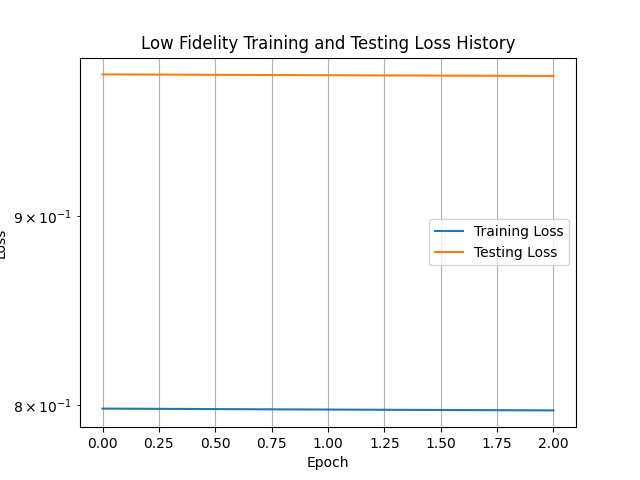 Low Fidelity Training and Testing Loss History
Loss
9 × 10⁻¹
8 × 10⁻¹
Training Loss
Testing Loss
0.00 0.25 0.50 0.75 1.00 1.25 1.50 1.75 2.00
Epoch